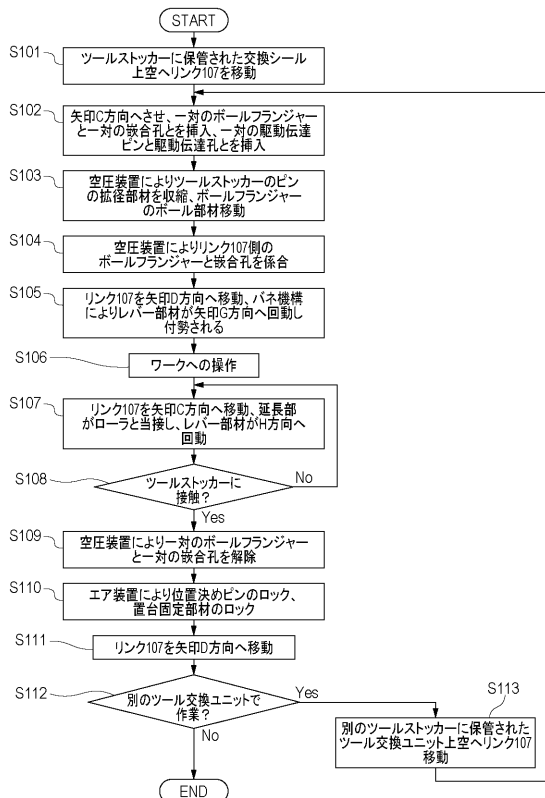 START
S101
ツールストッカーに保管された交換シール
上空へリンク107を移動
S102
矢印C方向へさせ、一対のボールフランジャー
と一対の嵌合孔とを挿入、一対の駆動伝達
ピンと駆動伝達孔とを挿入
S103
空圧装置によりツールストッカーのピン
の拡径部材を収縮、ボールフランジャー
のボール部材移動
S104
空圧装置によりリンク107側の
ボールフランジャーと嵌合孔を係合
S105
リンク107を矢印D方向へ移動、バネ機構
によりレバー部材が矢印G方向へ回動し
付勢される
S106
ワークへの操作
S107
リンク107を矢印C方向へ移動、延長部
がローラと当接し、レバー部材がH方向へ
回動
S108
ツールストッカーに
接触?
No
Yes
S109
空圧装置により一対のボールフランジャー
と一対の嵌合孔を解除
S110
エア装置により位置決めピンのロック、
置台固定部材のロック
S111
リンク107を矢印D方向へ移動
S112
別のツール交換ユニットで
作業?
Yes
No
S113
別のツールストッカーに保管された
ツール交換ユニット上空へリンク107
移動
END